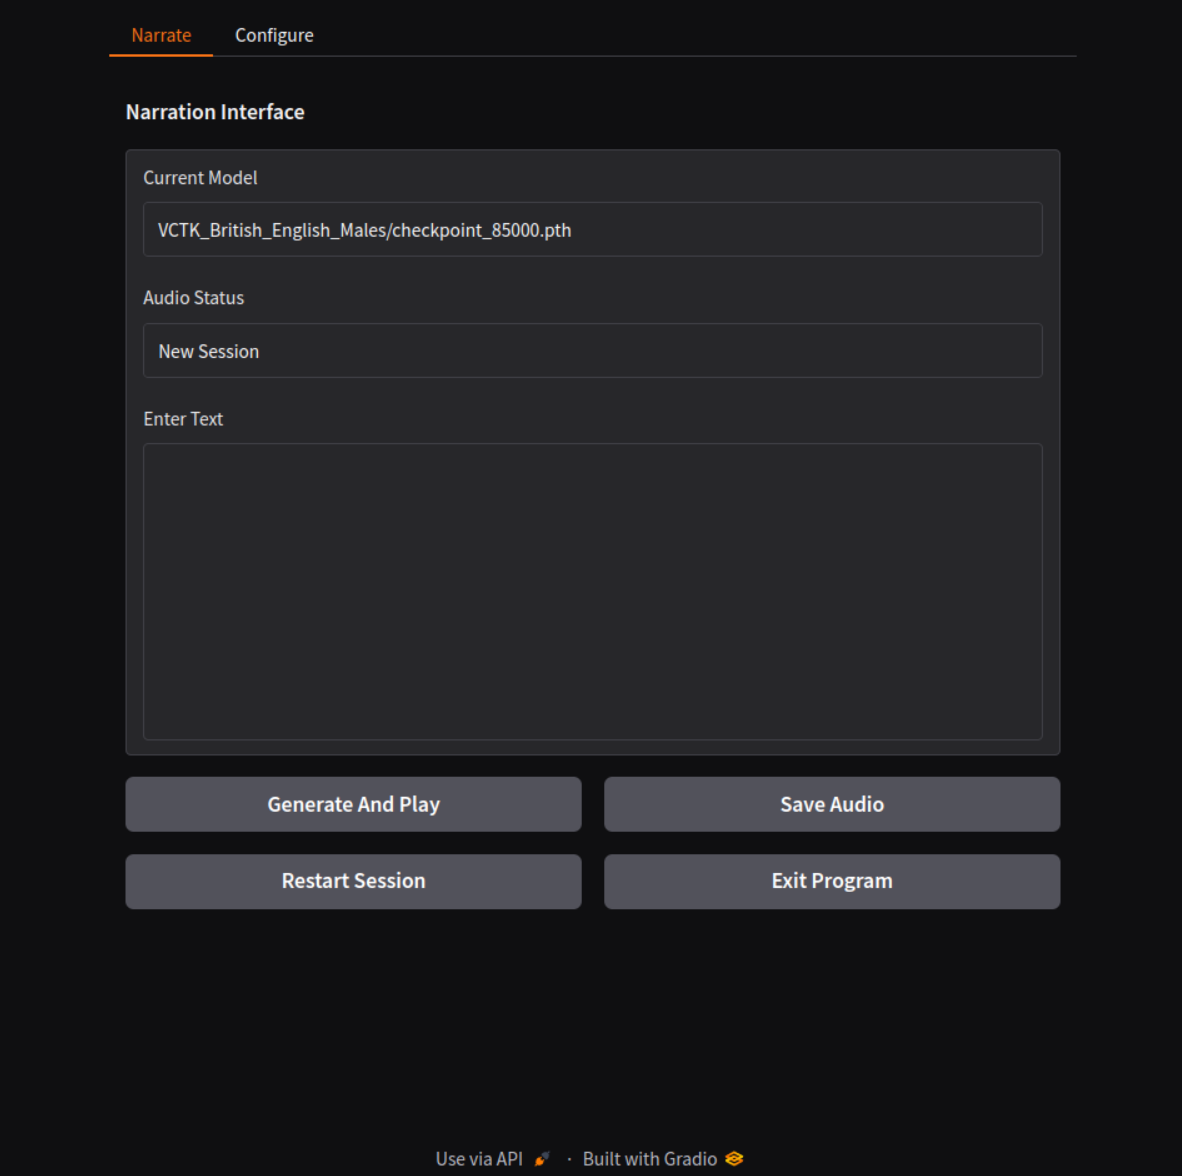 Narrate Configure
Narration Interface
Current Model
VCTK_British_English_Males/checkpoint_85000.pth
Audio Status
New Session
Enter Text
Generate And Play Save Audio
Restart Session Exit Program
Use via API · Built with Gradio